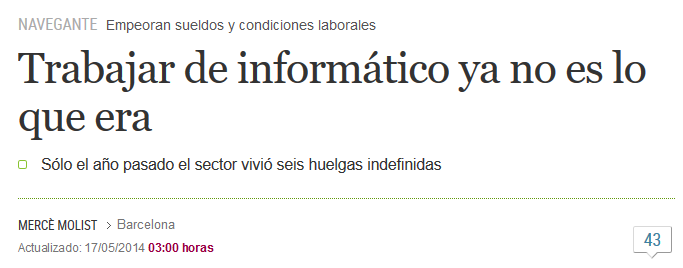 NAVEGANTE Empeoran sueldos y condiciones laborales
Trabajar de informático ya no es lo
que era
Sólo el año pasado el sector vivió seis huelgas indefinidas
MERCÈ MOLIST > Barcelona
Actualizado: 17/05/2014 03:00 horas
43